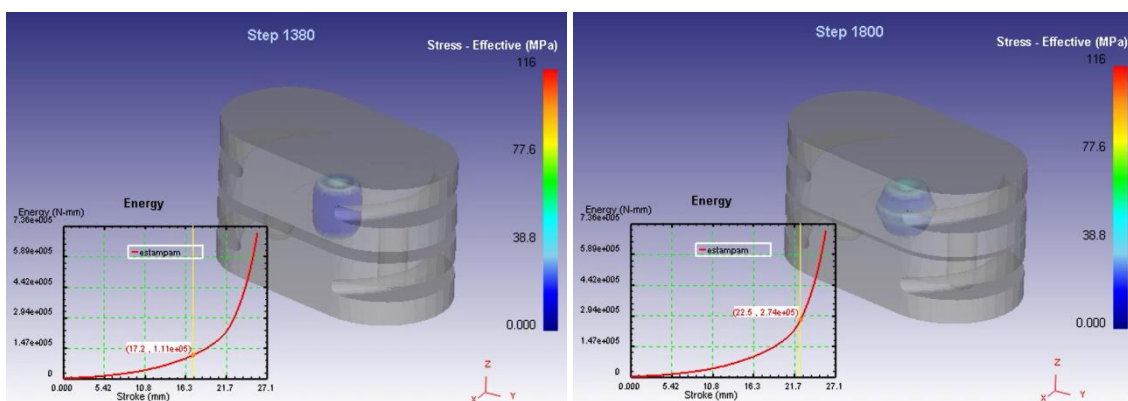 Step 1380
Stress - Effective (MPa)
116
77.6
38.8
0.000
Energy
Energy (N-mm)
7.36e+005
5.89e+005
4.42e+005
2.94e+005
1.47e+005
0
estampam
(17.2 , 1.11e+05)
0.000 5.42 10.8 16.3 21.7 27.1
Stroke (mm)
Z
X Y
Step 1800
Stress - Effective (MPa)
116
77.6
38.8
0.000
Energy
Energy (N-mm)
7.36e+005
5.89e+005
4.42e+005
2.94e+005
1.47e+005
0
estampam
(22.5 , 2.74e+05)
0.000 5.42 10.8 16.3 21.7 27.1
Stroke (mm)
Z
X Y